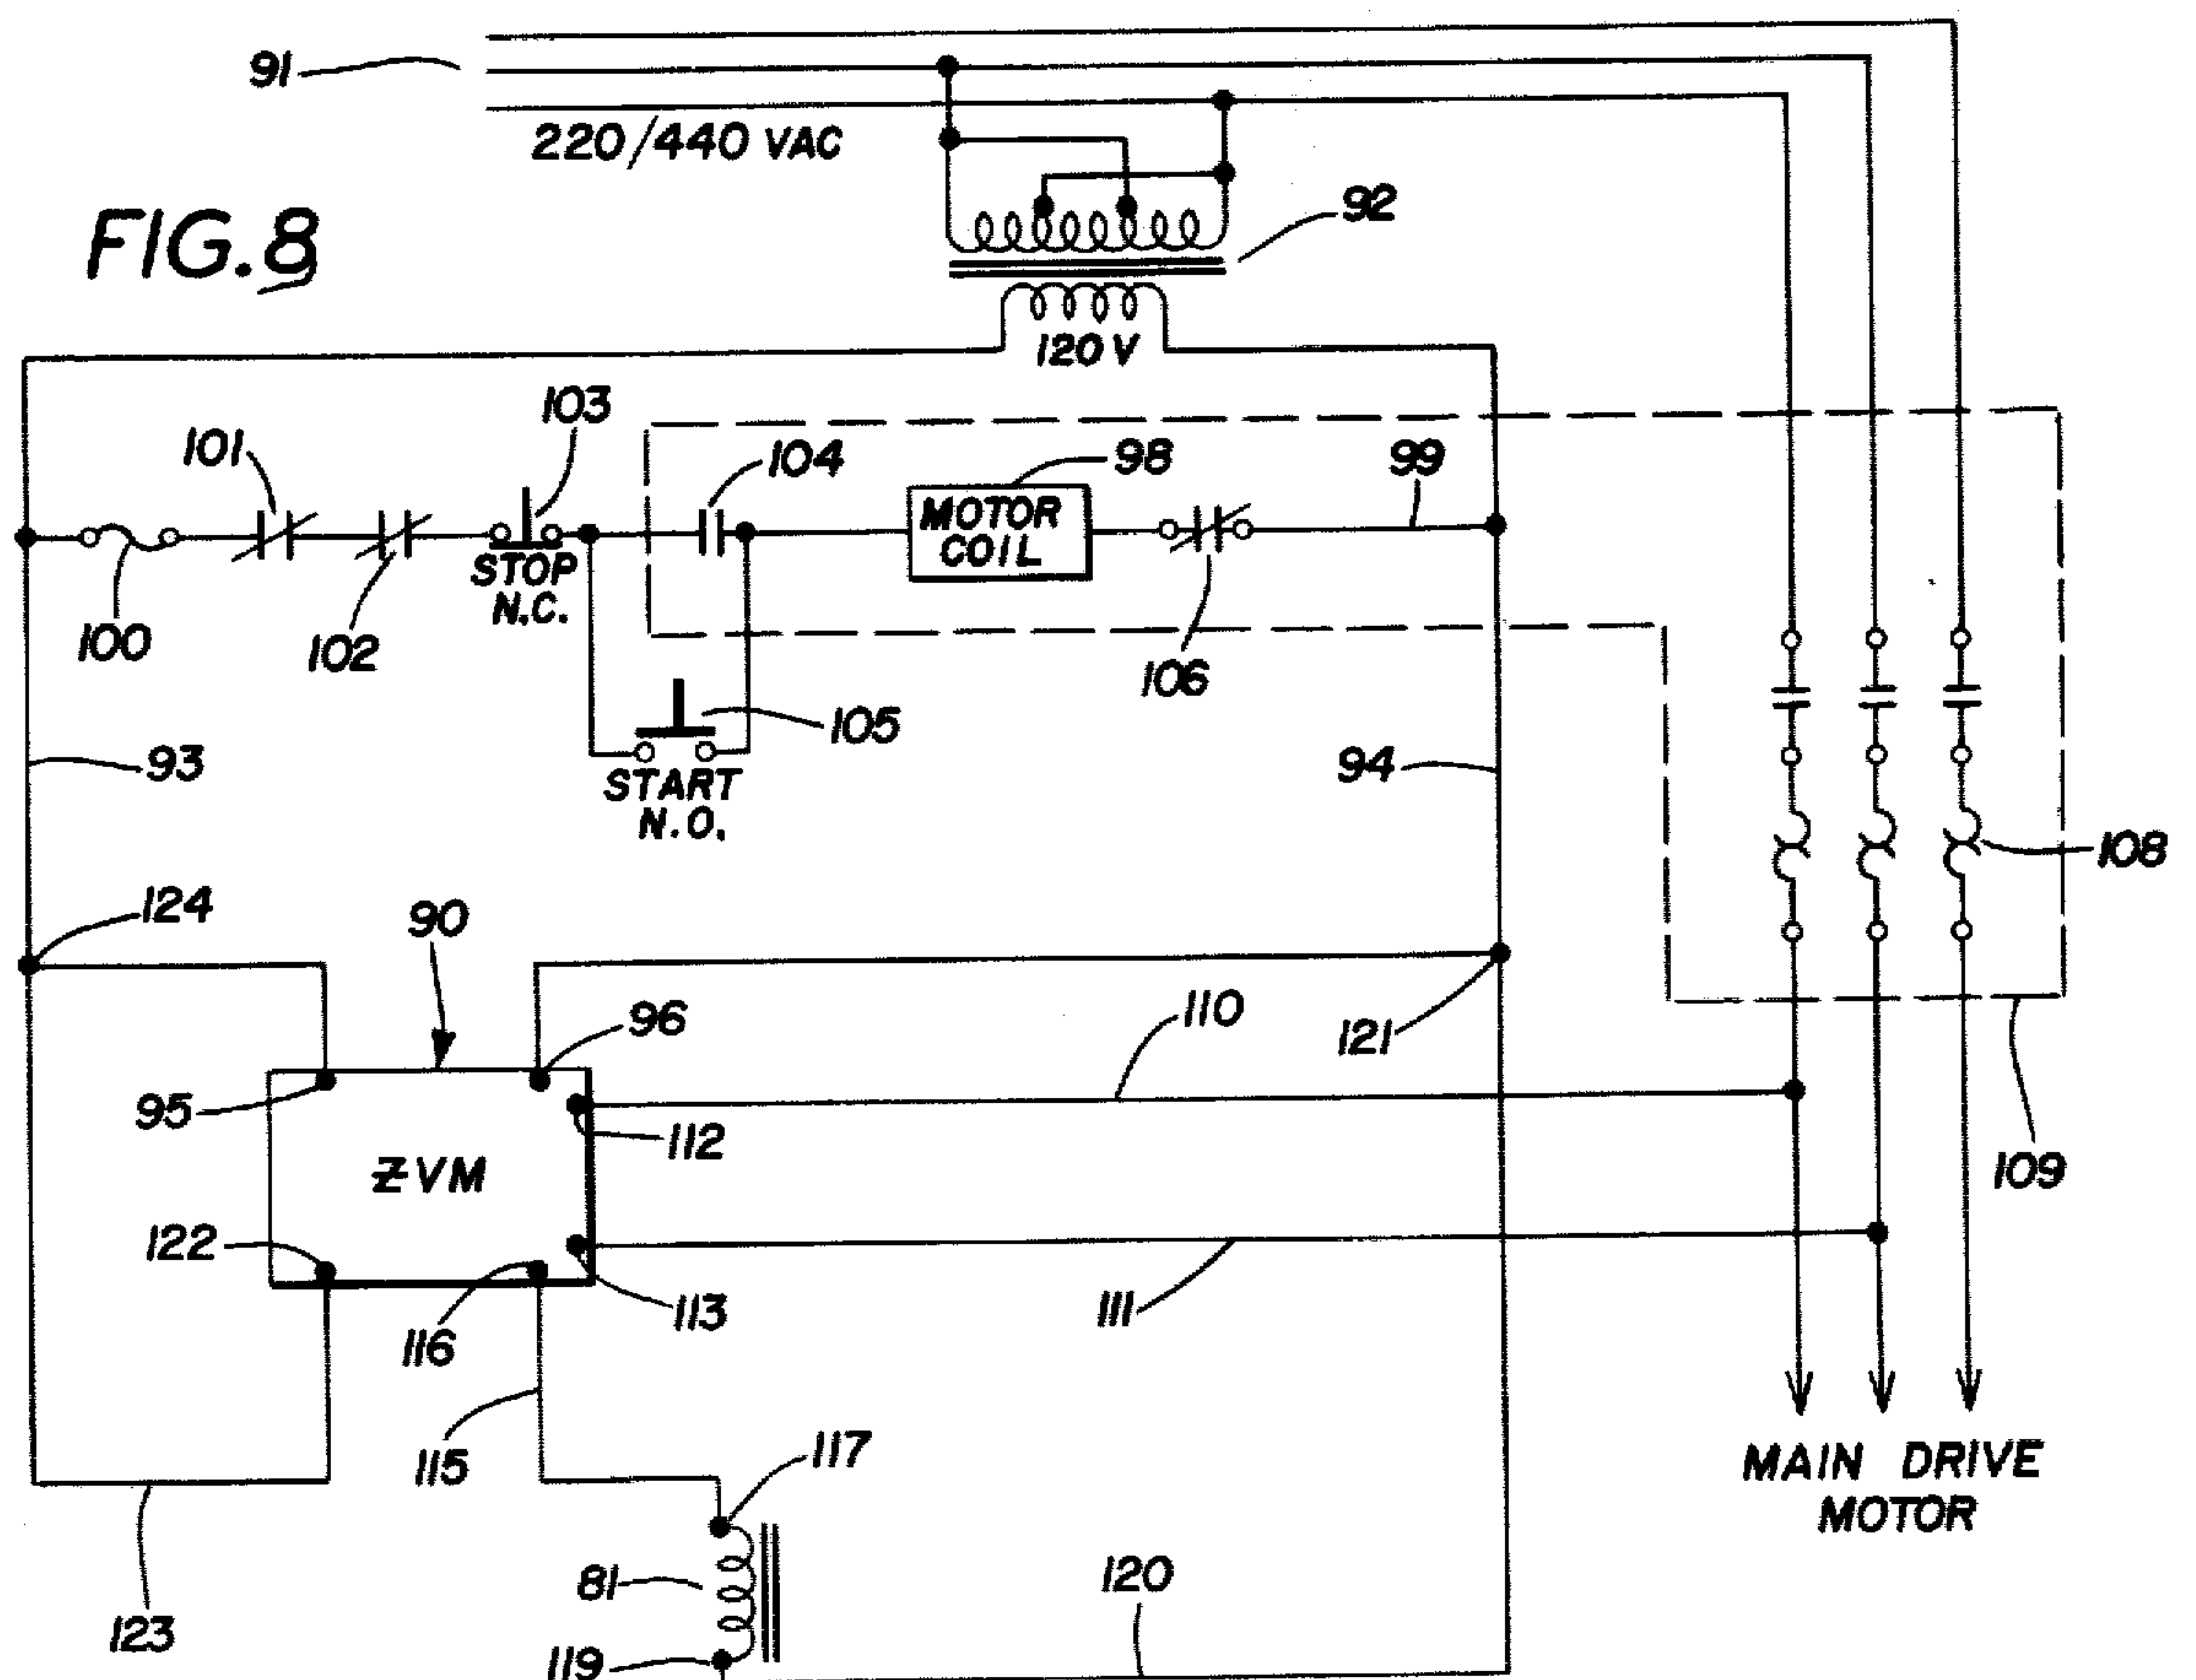 91
220/440 VAC
FIG.8
92
120 V
103
101
104
98
99
MOTOR
COIL
STOP
N.C.
100
102
106
105
93
START
N.O.
94
108
124
90
96
110
121
95
112
109
ZVM
122
113
111
116
115
117
MAIN DRIVE
MOTOR
81
120
123
119